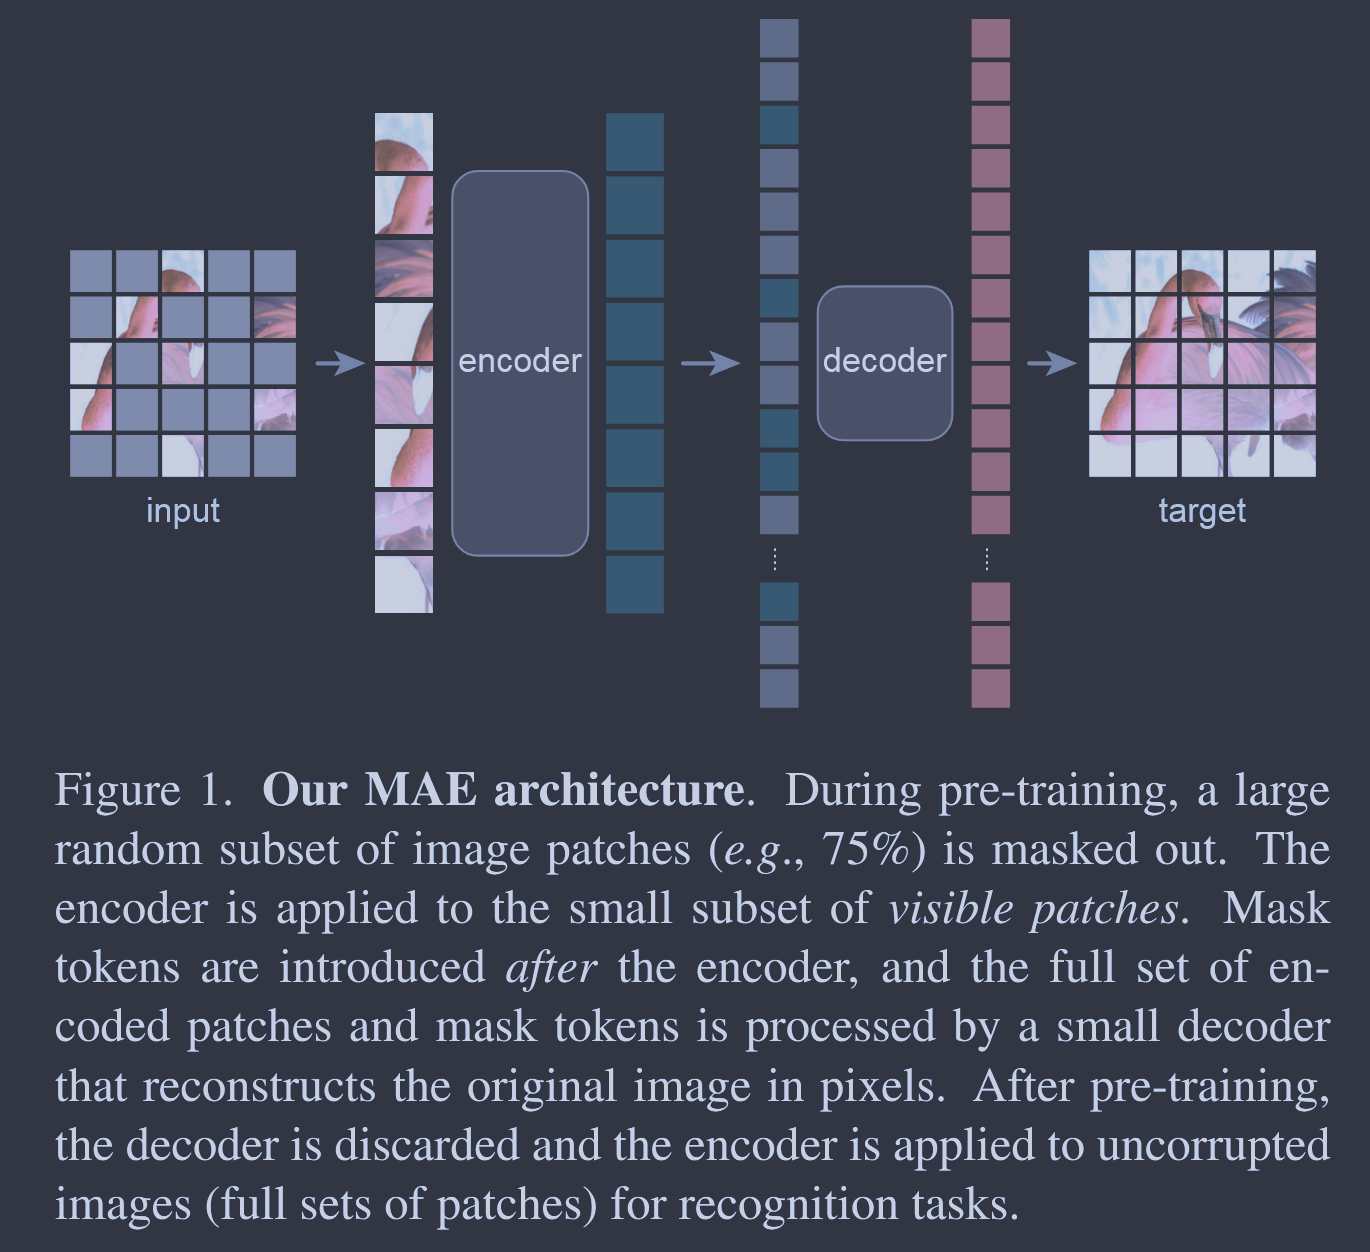 encoder
decoder
input
target
Figure 1. Our MAE architecture. During pre-training, a large
random subset of image patches (e.g., 75%) is masked out. The
encoder is applied to the small subset of visible patches. Mask
tokens are introduced after the encoder, and the full set of en-
coded patches and mask tokens is processed by a small decoder
that reconstructs the original image in pixels. After pre-training,
the decoder is discarded and the encoder is applied to uncorrupted
images (full sets of patches) for recognition tasks.